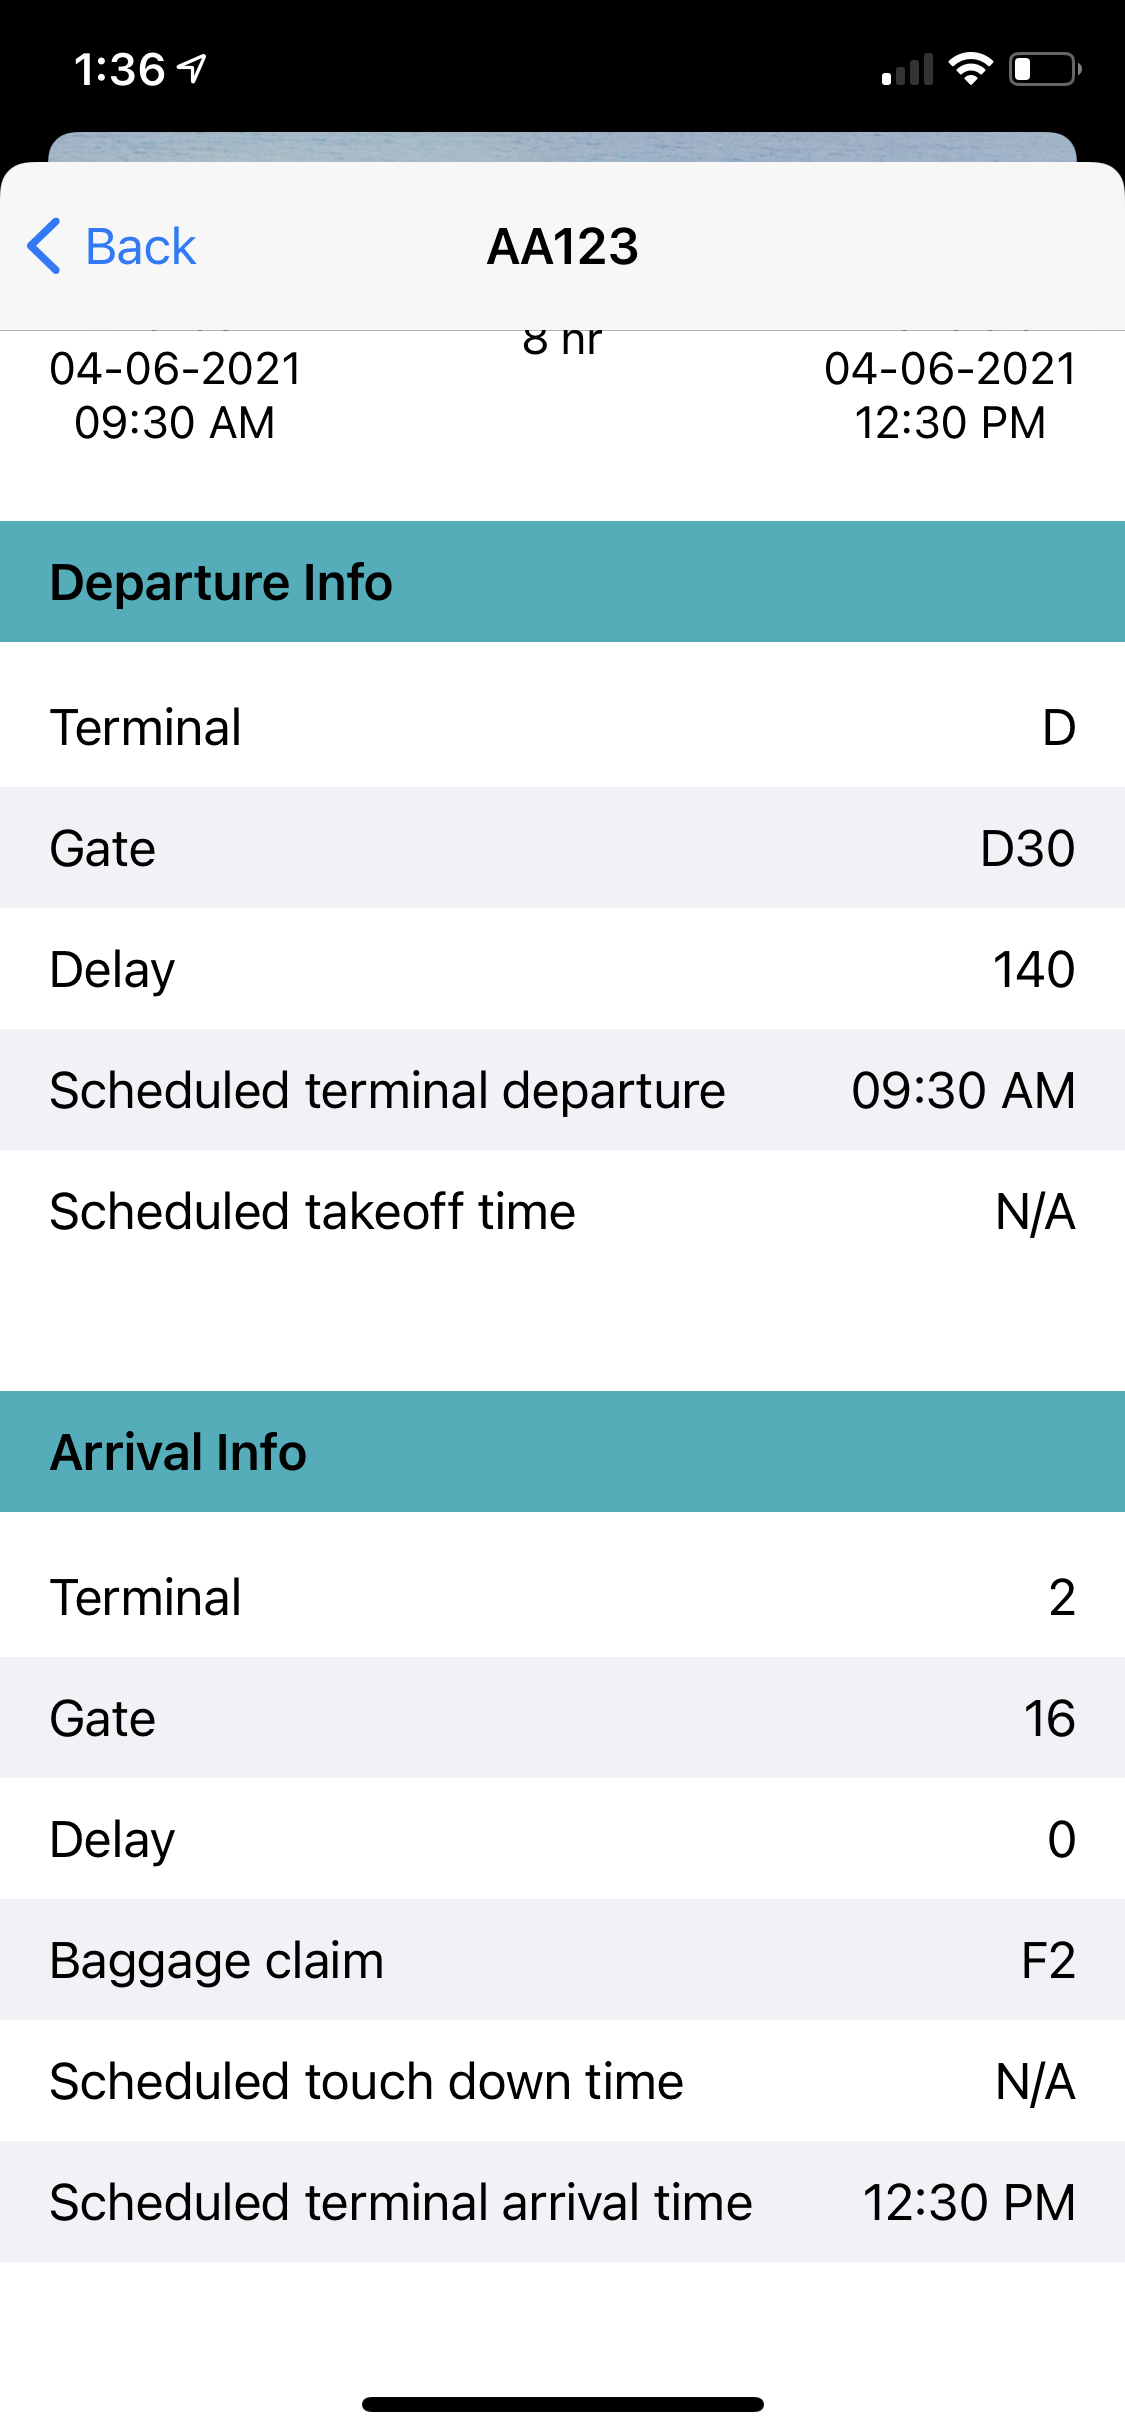 1:36
Back
AA123
8 hr
04-06-2021
04-06-2021
09:30 AM
12:30 PM
Departure Info
Terminal D
Gate D30
Delay 140
Scheduled terminal departure 09:30 AM
Scheduled takeoff time N/A
Arrival Info
Terminal 2
Gate 16
Delay 0
Baggage claim F2
Scheduled touch down time N/A
Scheduled terminal arrival time 12:30 PM